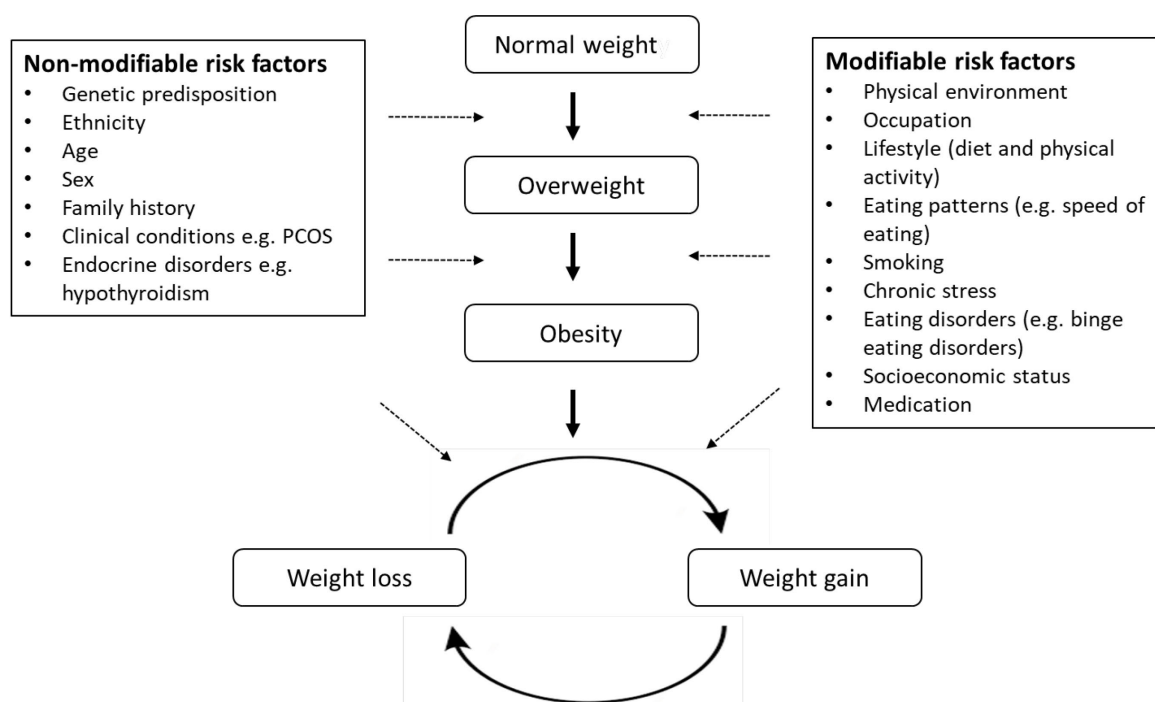 Normal weight
Non-modifiable risk factors
• Genetic predisposition
• Ethnicity
• Age
• Sex
• Family history
• Clinical conditions e.g. PCOS
• Endocrine disorders e.g.
hypothyroidism
Modifiable risk factors
• Physical environment
• Occupation
• Lifestyle (diet and physical
activity)
• Eating patterns (e.g. speed of
eating)
• Smoking
• Chronic stress
• Eating disorders (e.g. binge
eating disorders)
• Socioeconomic status
• Medication
Overweight
Obesity
Weight loss
Weight gain